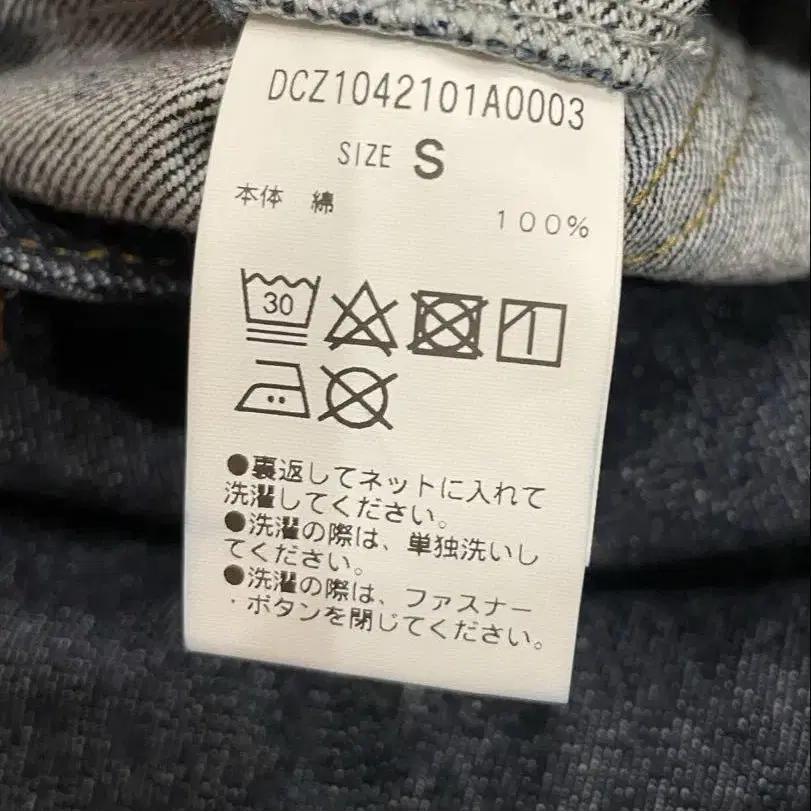 DCZ1042101A0003
SIZE S
本体 綿 100%
30
●裏返してネットに入れて
洗濯してください。
●洗濯の際は、単独洗いし
てください。
●洗濯の際は、ファスナー
・ボタンを閉じてください。